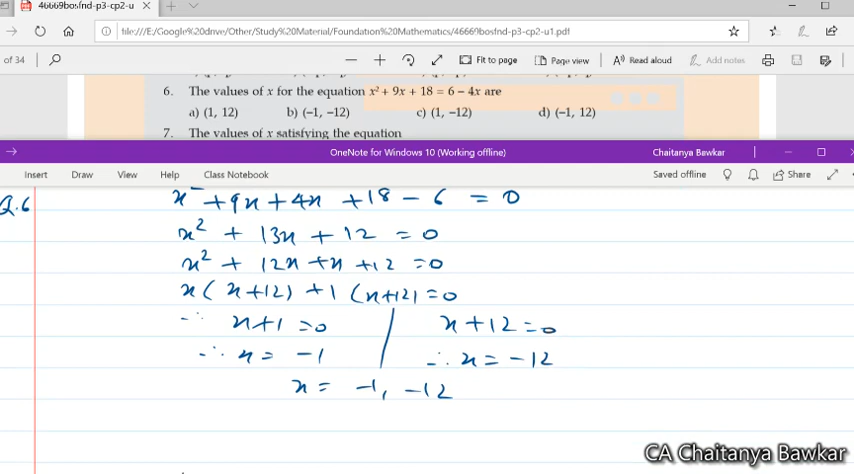 46669bosfnd-p3-cp2-u
file:///E:/Google%20drive/Other/Study%20Material/Foundation%20Mathematics/46669bosfnd-p3-cp2-u1.pdf
of 34
Fit to page
Page view
Read aloud
Add notes
6. The values of x for the equation x² + 9x + 18 = 6 – 4x are
a) (1, 12) b) (–1, –12) c) (1, –12) d) (–1, 12)
7. The values of x satisfying the equation
OneNote for Windows 10 (Working offline)
Chaitanya Bawkar
Insert Draw View Help Class Notebook
Saved offline
Share
Q.6
x² + 9x + 4x + 18 - 6 = 0
x² + 13x + 12 = 0
x² + 12x + x + 12 = 0
x ( x + 12) + 1 (x+12) = 0
∴ x+1 = 0 / x + 12 = 0
∴ x = -1 ∴ x = -12
x = -1, -12
CA Chaitanya Bawkar